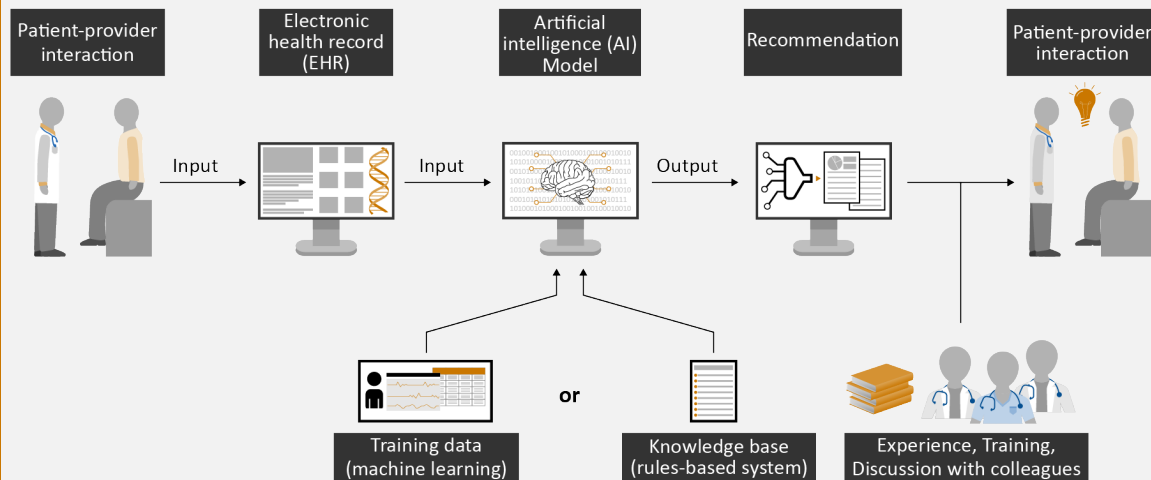 Patient-provider
interaction
Electronic
health record
(EHR)
Artificial
intelligence (AI)
Model
Recommendation
Patient-provider
interaction
Input
Input
Output
or
Training data
(machine learning)
Knowledge base
(rules-based system)
Experience, Training,
Discussion with colleagues